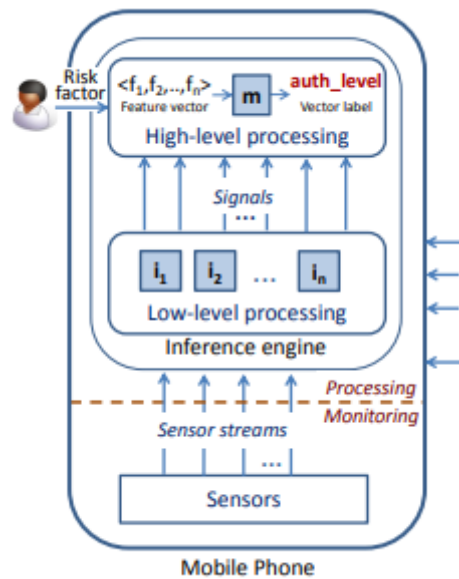 Risk
factor
<f1,f2,..,fn>
Feature vector
m
auth_level
Vector label
High-level processing
Signals
...
i1
i2
...
in
Low-level processing
Inference engine
Processing
Monitoring
Sensor streams
...
Sensors
Mobile Phone